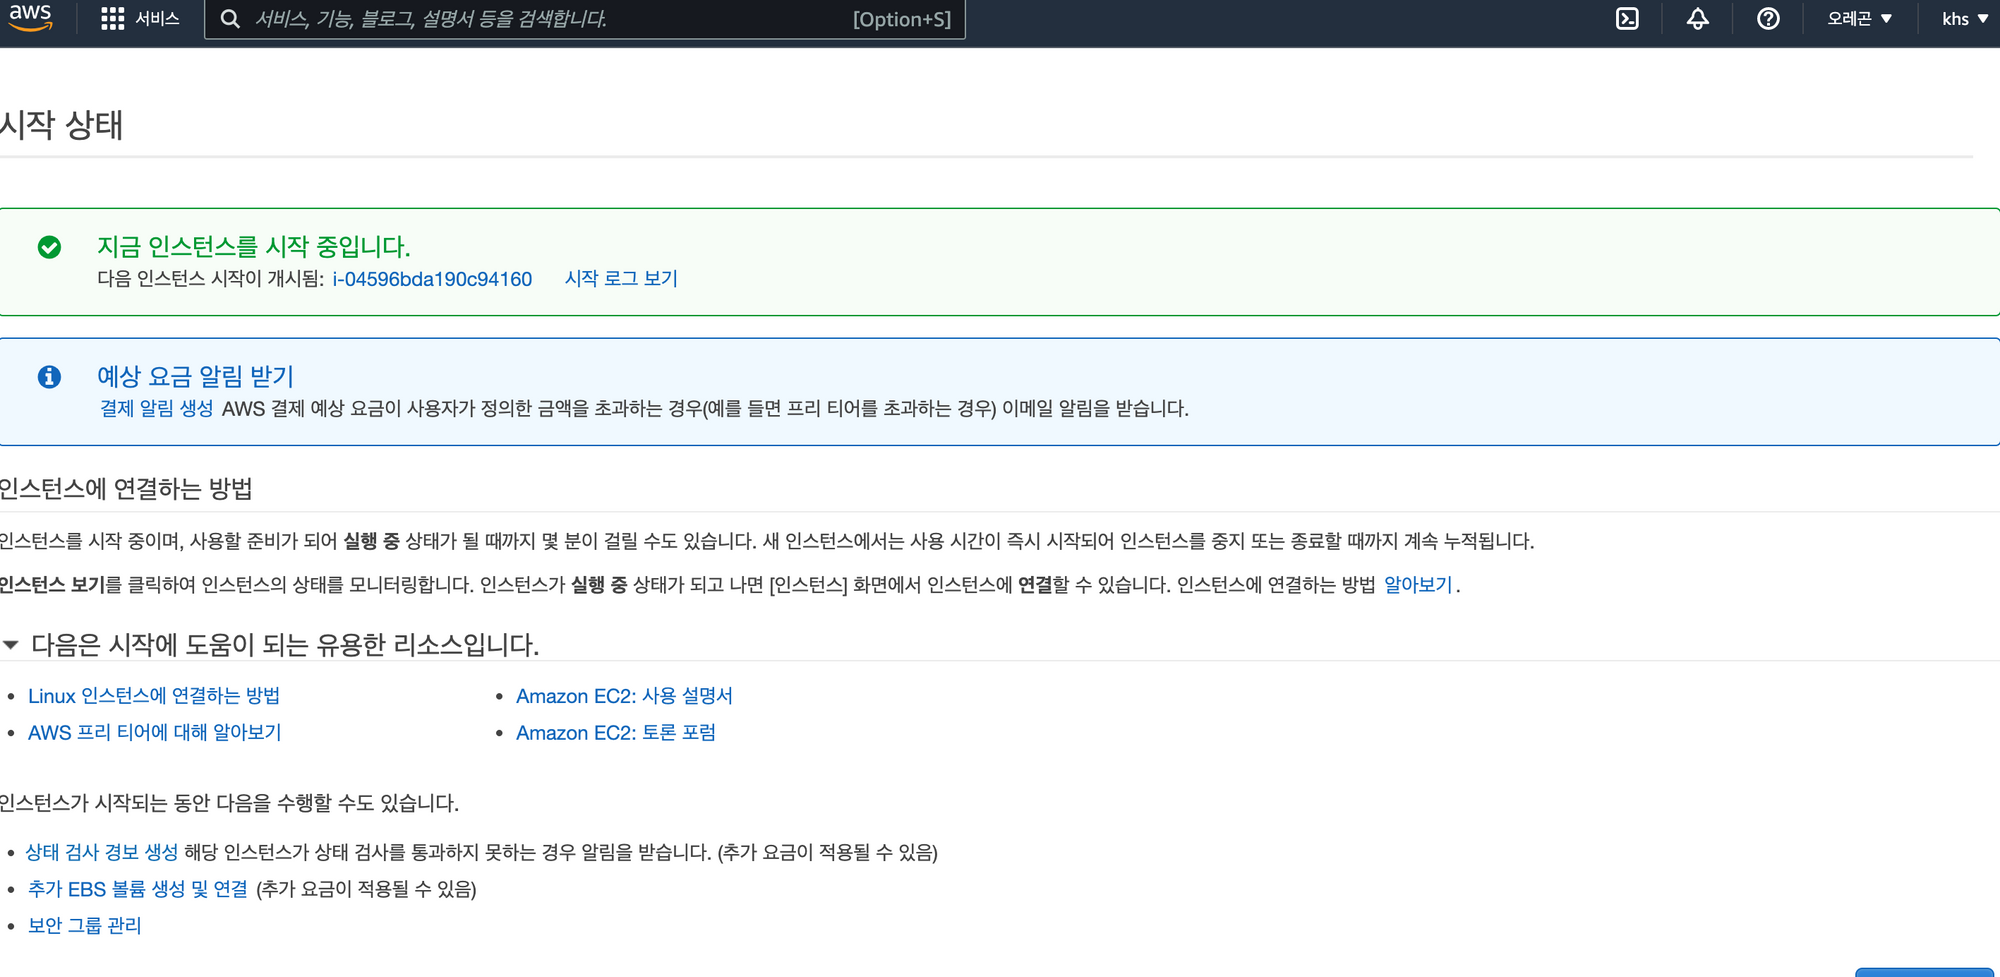 aws 서비스 서비스, 기능, 블로그, 설명서 등을 검색합니다. [Option+S] 오레곤 ▼ khs ▼
시작 상태
지금 인스턴스를 시작 중입니다.
다음 인스턴스 시작이 개시됨: i-04596bda190c94160 시작 로그 보기
예상 요금 알림 받기
결제 알림 생성 AWS 결제 예상 요금이 사용자가 정의한 금액을 초과하는 경우(예를 들면 프리 티어를 초과하는 경우) 이메일 알림을 받습니다.
인스턴스에 연결하는 방법
인스턴스를 시작 중이며, 사용할 준비가 되어 실행 중 상태가 될 때까지 몇 분이 걸릴 수도 있습니다. 새 인스턴스에서는 사용 시간이 즉시 시작되어 인스턴스를 중지 또는 종료할 때까지 계속 누적됩니다.
인스턴스 보기를 클릭하여 인스턴스의 상태를 모니터링합니다. 인스턴스가 실행 중 상태가 되고 나면 [인스턴스] 화면에서 인스턴스에 연결할 수 있습니다. 인스턴스에 연결하는 방법 알아보기.
▼ 다음은 시작에 도움이 되는 유용한 리소스입니다.
• Linux 인스턴스에 연결하는 방법 • Amazon EC2: 사용 설명서
• AWS 프리 티어에 대해 알아보기 • Amazon EC2: 토론 포럼
인스턴스가 시작되는 동안 다음을 수행할 수도 있습니다.
• 상태 검사 경보 생성 해당 인스턴스가 상태 검사를 통과하지 못하는 경우 알림을 받습니다. (추가 요금이 적용될 수 있음)
• 추가 EBS 볼륨 생성 및 연결 (추가 요금이 적용될 수 있음)
• 보안 그룹 관리